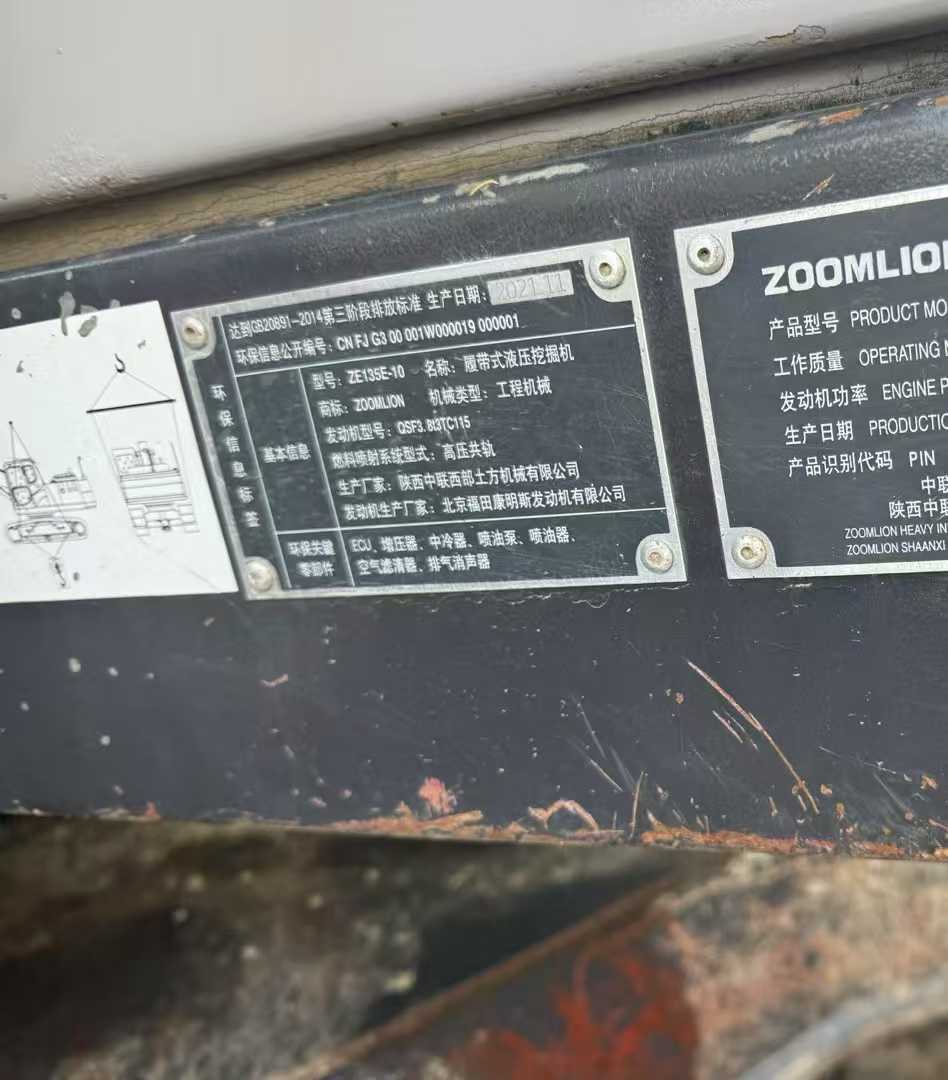 达到GB20891-2014第三阶段排放标准 生产日期: 2021.11
环保信息公开编号: CN FJ G3 00 001W000019 000001
环保信息标签
基本信息
型号: ZE135E-10 名称: 履带式液压挖掘机
商标: ZOOMLION 机械类型: 工程机械
发动机型号: QSF3.8t3TC115
燃料喷射系统型式: 高压共轨
生产厂家: 陕西中联西部土方机械有限公司
发动机生产厂家: 北京福田康明斯发动机有限公司
环保关键零部件
ECU、增压器、中冷器、喷油泵、喷油器、
空气滤清器、排气消声器
ZOOMLION
产品型号 PRODUCT MO
工作质量 OPERATING
发动机功率 ENGINE P
生产日期 PRODUCTIO
产品识别代码 PIN
中联
陕西中联
ZOOMLION HEAVY IN
ZOOMLION SHAANXI